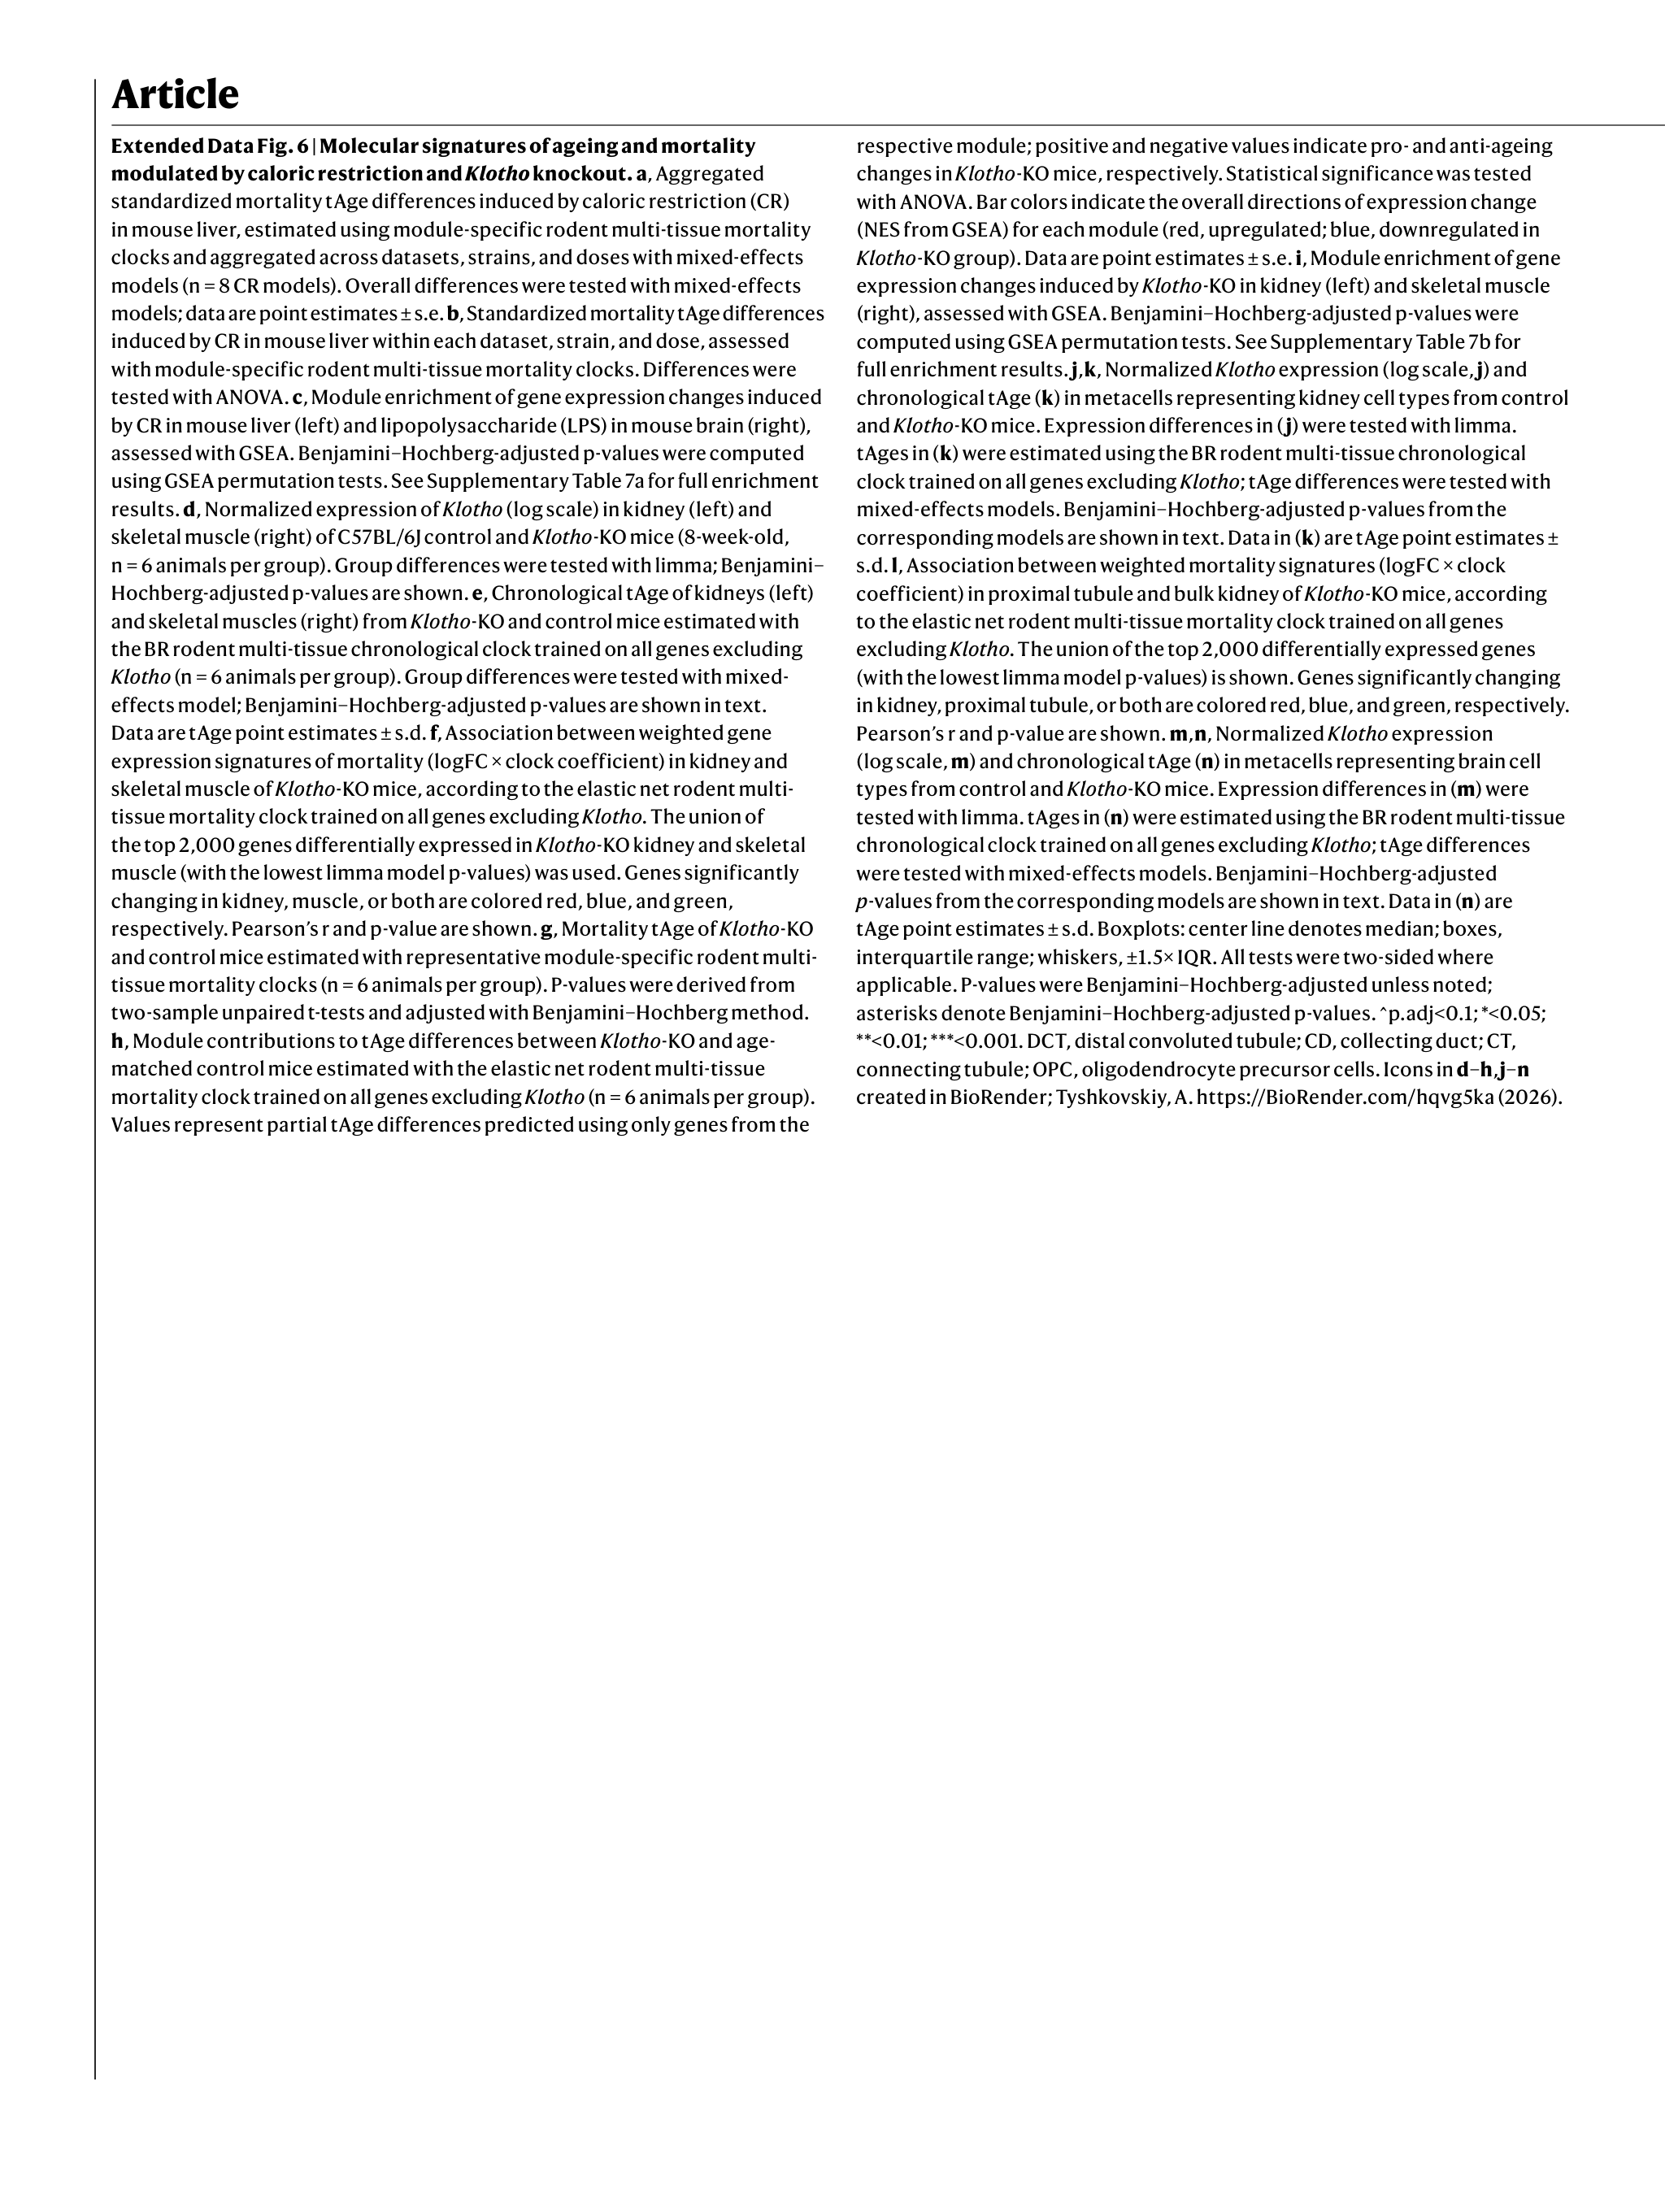 Article
Extended Data Fig. 6 | Molecular signatures of ageing and mortality
modulated by caloric restriction and Klotho knockout. a, Aggregated
standardized mortality tAge differences induced by caloric restriction (CR)
in mouse liver, estimated using module-specific rodent multi-tissue mortality
clocks and aggregated across datasets, strains, and doses with mixed-effects
models (n = 8 CR models). Overall differences were tested with mixed-effects
models; data are point estimates ± s.e. b, Standardized mortality tAge differences
induced by CR in mouse liver within each dataset, strain, and dose, assessed
with module-specific rodent multi-tissue mortality clocks. Differences were
tested with ANOVA. c, Module enrichment of gene expression changes induced
by CR in mouse liver (left) and lipopolysaccharide (LPS) in mouse brain (right),
assessed with GSEA. Benjamini–Hochberg-adjusted p-values were computed
using GSEA permutation tests. See Supplementary Table 7a for full enrichment
results. d, Normalized expression of Klotho (log scale) in kidney (left) and
skeletal muscle (right) of C57BL/6J control and Klotho-KO mice (8-week-old,
n = 6 animals per group). Group differences were tested with limma; Benjamini–
Hochberg-adjusted p-values are shown. e, Chronological tAge of kidneys (left)
and skeletal muscles (right) from Klotho-KO and control mice estimated with
the BR rodent multi-tissue chronological clock trained on all genes excluding
Klotho (n = 6 animals per group). Group differences were tested with mixed-
effects model; Benjamini–Hochberg-adjusted p-values are shown in text.
Data are tAge point estimates ± s.d. f, Association between weighted gene
expression signatures of mortality (logFC × clock coefficient) in kidney and
skeletal muscle of Klotho-KO mice, according to the elastic net rodent multi-
tissue mortality clock trained on all genes excluding Klotho. The union of
the top 2,000 genes differentially expressed in Klotho-KO kidney and skeletal
muscle (with the lowest limma model p-values) was used. Genes significantly
changing in kidney, muscle, or both are colored red, blue, and green,
respectively. Pearson’s r and p-value are shown. g, Mortality tAge of Klotho-KO
and control mice estimated with representative module-specific rodent multi-
tissue mortality clocks (n = 6 animals per group). P-values were derived from
two-sample unpaired t-tests and adjusted with Benjamini–Hochberg method.
h, Module contributions to tAge differences between Klotho-KO and age-
matched control mice estimated with the elastic net rodent multi-tissue
mortality clock trained on all genes excluding Klotho (n = 6 animals per group).
Values represent partial tAge differences predicted using only genes from the
respective module; positive and negative values indicate pro- and anti-ageing
changes in Klotho-KO mice, respectively. Statistical significance was tested
with ANOVA. Bar colors indicate the overall directions of expression change
(NES from GSEA) for each module (red, upregulated; blue, downregulated in
Klotho-KO group). Data are point estimates ± s.e. i, Module enrichment of gene
expression changes induced by Klotho-KO in kidney (left) and skeletal muscle
(right), assessed with GSEA. Benjamini–Hochberg-adjusted p-values were
computed using GSEA permutation tests. See Supplementary Table 7b for
full enrichment results. j,k, Normalized Klotho expression (log scale, j) and
chronological tAge (k) in metacells representing kidney cell types from control
and Klotho-KO mice. Expression differences in (j) were tested with limma.
tAges in (k) were estimated using the BR rodent multi-tissue chronological
clock trained on all genes excluding Klotho; tAge differences were tested with
mixed-effects models. Benjamini–Hochberg-adjusted p-values from the
corresponding models are shown in text. Data in (k) are tAge point estimates ±
s.d. l, Association between weighted mortality signatures (logFC × clock
coefficient) in proximal tubule and bulk kidney of Klotho-KO mice, according
to the elastic net rodent multi-tissue mortality clock trained on all genes
excluding Klotho. The union of the top 2,000 differentially expressed genes
(with the lowest limma model p-values) is shown. Genes significantly changing
in kidney, proximal tubule, or both are colored red, blue, and green, respectively.
Pearson’s r and p-value are shown. m,n, Normalized Klotho expression
(log scale, m) and chronological tAge (n) in metacells representing brain cell
types from control and Klotho-KO mice. Expression differences in (m) were
tested with limma. tAges in (n) were estimated using the BR rodent multi-tissue
chronological clock trained on all genes excluding Klotho; tAge differences
were tested with mixed-effects models. Benjamini–Hochberg-adjusted
p-values from the corresponding models are shown in text. Data in (n) are
tAge point estimates ± s.d. Boxplots: center line denotes median; boxes,
interquartile range; whiskers, ±1.5× IQR. All tests were two-sided where
applicable. P-values were Benjamini–Hochberg-adjusted unless noted;
asterisks denote Benjamini–Hochberg-adjusted p-values. ^p.adj<0.1; *<0.05;
**<0.01; ***<0.001. DCT, distal convoluted tubule; CD, collecting duct; CT,
connecting tubule; OPC, oligodendrocyte precursor cells. Icons in d–h,j–n
created in BioRender; Tyshkovskiy, A. https://BioRender.com/hqvg5ka (2026).